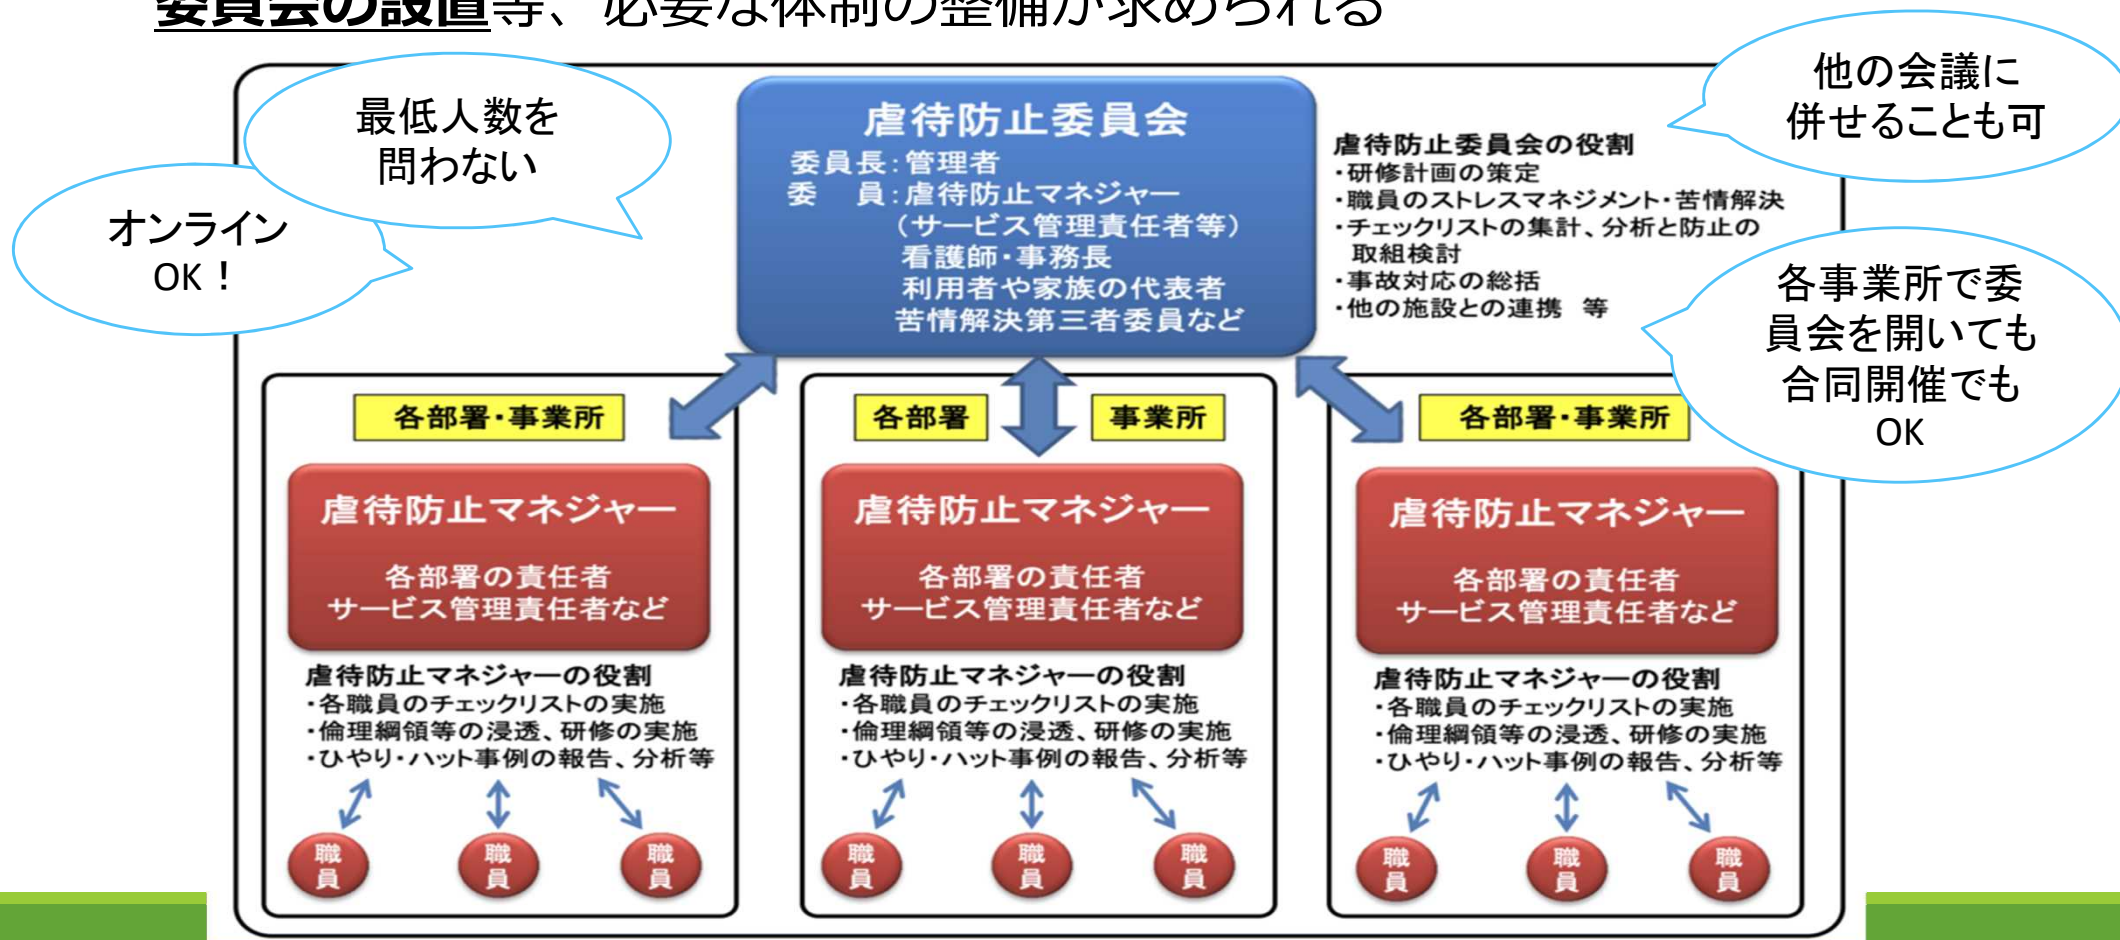 委員会の設置等、必要な体制の整備が求められる
最低人数を
問わない
オンライン
OK！
他の会議に
併せることも可
各事業所で委
員会を開いても
合同開催でも
OK
虐待防止委員会
委員長：管理者
委　員：虐待防止マネジャー
（サービス管理責任者等）
看護師・事務長
利用者や家族の代表者
苦情解決第三者委員など
虐待防止委員会の役割
・研修計画の策定
・職員のストレスマネジメント・苦情解決
・チェックリストの集計、分析と防止の
取組検討
・事故対応の総括
・他の施設との連携　等
各部署・事業所
虐待防止マネジャー
各部署の責任者
サービス管理責任者など
虐待防止マネジャーの役割
・各職員のチェックリストの実施
・倫理綱領等の浸透、研修の実施
・ひやり・ハット事例の報告、分析等
職員
職員
職員
各部署
事業所
虐待防止マネジャー
各部署の責任者
サービス管理責任者など
虐待防止マネジャーの役割
・各職員のチェックリストの実施
・倫理綱領等の浸透、研修の実施
・ひやり・ハット事例の報告、分析等
職員
職員
職員
各部署・事業所
虐待防止マネジャー
各部署の責任者
サービス管理責任者など
虐待防止マネジャーの役割
・各職員のチェックリストの実施
・倫理綱領等の浸透、研修の実施
・ひやり・ハット事例の報告、分析等
職員
職員
職員